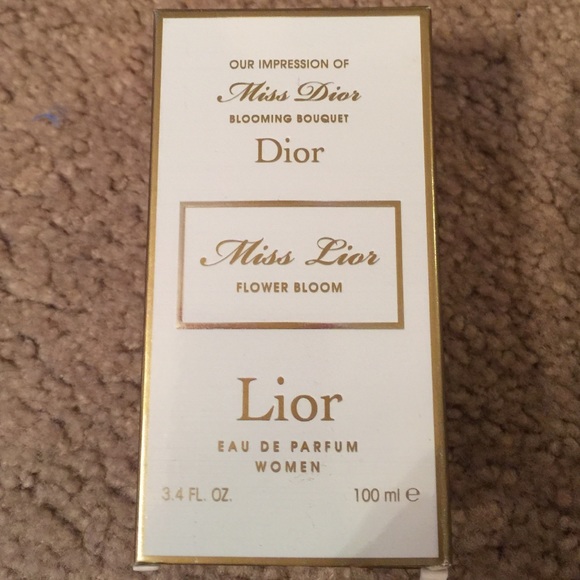 OUR IMPRESSION OF
Miss Dior
BLOOMING BOUQUET
Dior
Miss Lior
FLOWER BLOOM
Lior
EAU DE PARFUM
WOMEN
3.4 FL. OZ. 100 ml ℮